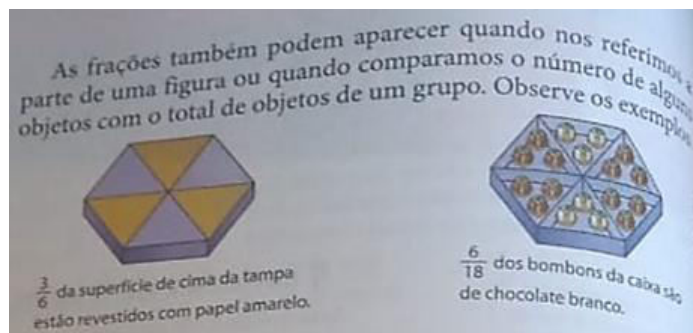 As frações também podem aparecer quando nos referimos a
parte de uma figura ou quando comparamos o número de alguns
objetos com o total de objetos de um grupo. Observe os exemplos
3/6 da superfície de cima da tampa
estão revestidos com papel amarelo.
6/18 dos bombons da caixa são
de chocolate branco.